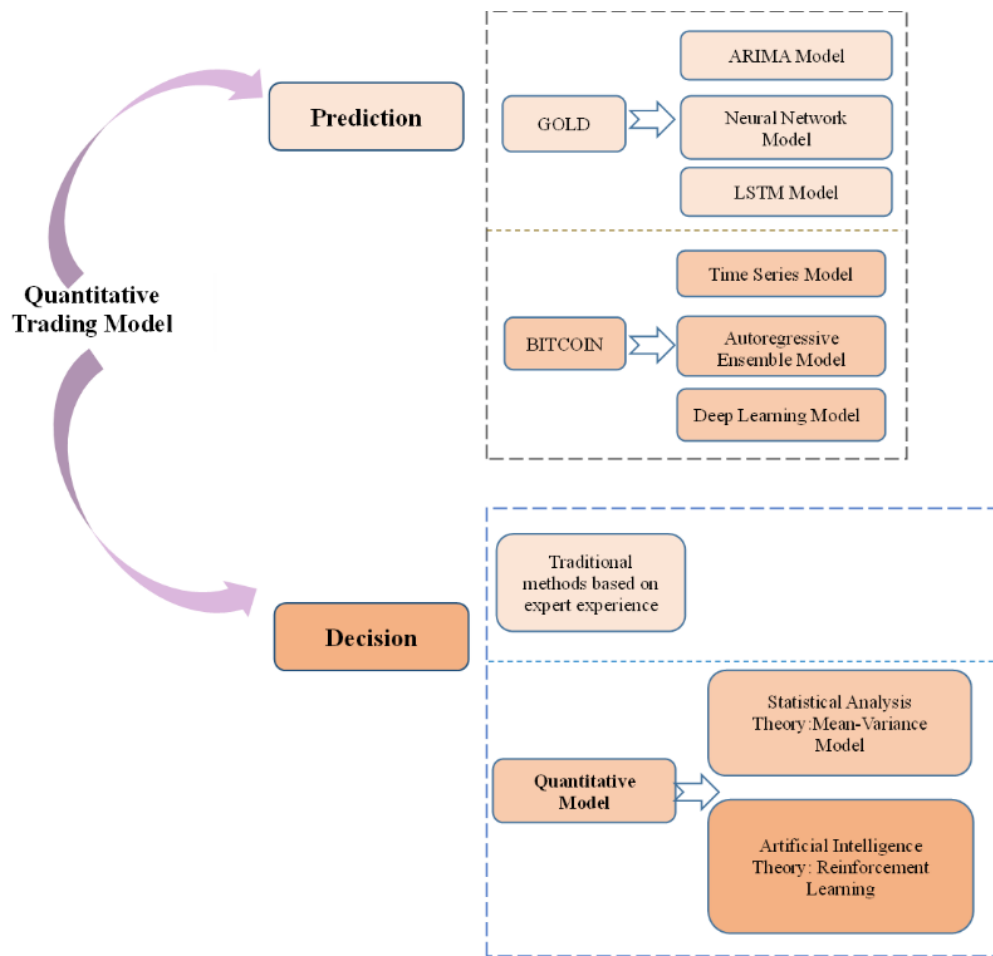 Quantitative
Trading Model
Prediction
GOLD
ARIMA Model
Neural Network
Model
LSTM Model
BITCOIN
Time Series Model
Autoregressive
Ensemble Model
Deep Learning Model
Decision
Traditional
methods based on
expert experience
Quantitative
Model
Statistical Analysis
Theory:Mean-Variance
Model
Artificial Intelligence
Theory: Reinforcement
Learning